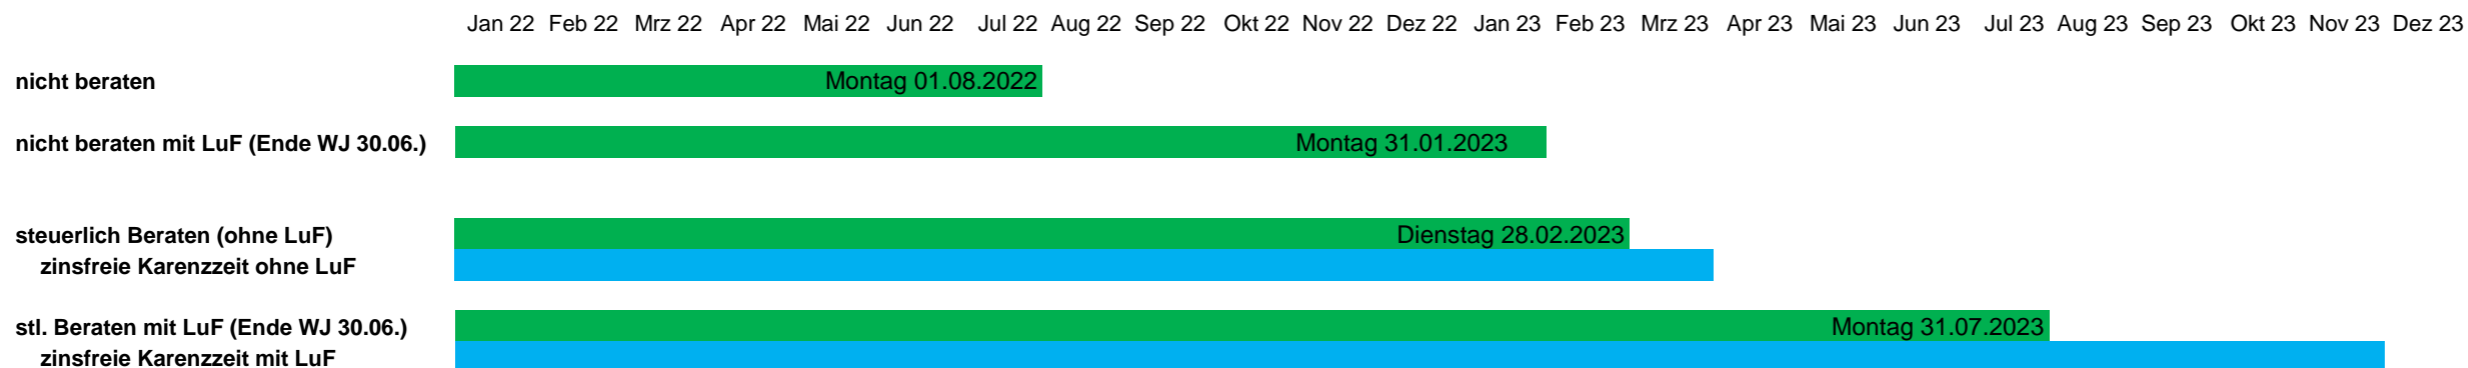 Jan 22 Feb 22 Mrz 22 Apr 22 Mai 22 Jun 22 Jul 22 Aug 22 Sep 22 Okt 22 Nov 22 Dez 22 Jan 23 Feb 23 Mrz 23 Apr 23 Mai 23 Jun 23 Jul 23 Aug 23 Sep 23 Okt 23 Nov 23 Dez 23
nicht beraten Montag 01.08.2022
nicht beraten mit LuF (Ende WJ 30.06.) Montag 31.01.2023
steuerlich Beraten (ohne LuF) Dienstag 28.02.2023
zinsfreie Karenzzeit ohne LuF
stl. Beraten mit LuF (Ende WJ 30.06.) Montag 31.07.2023
zinsfreie Karenzzeit mit LuF